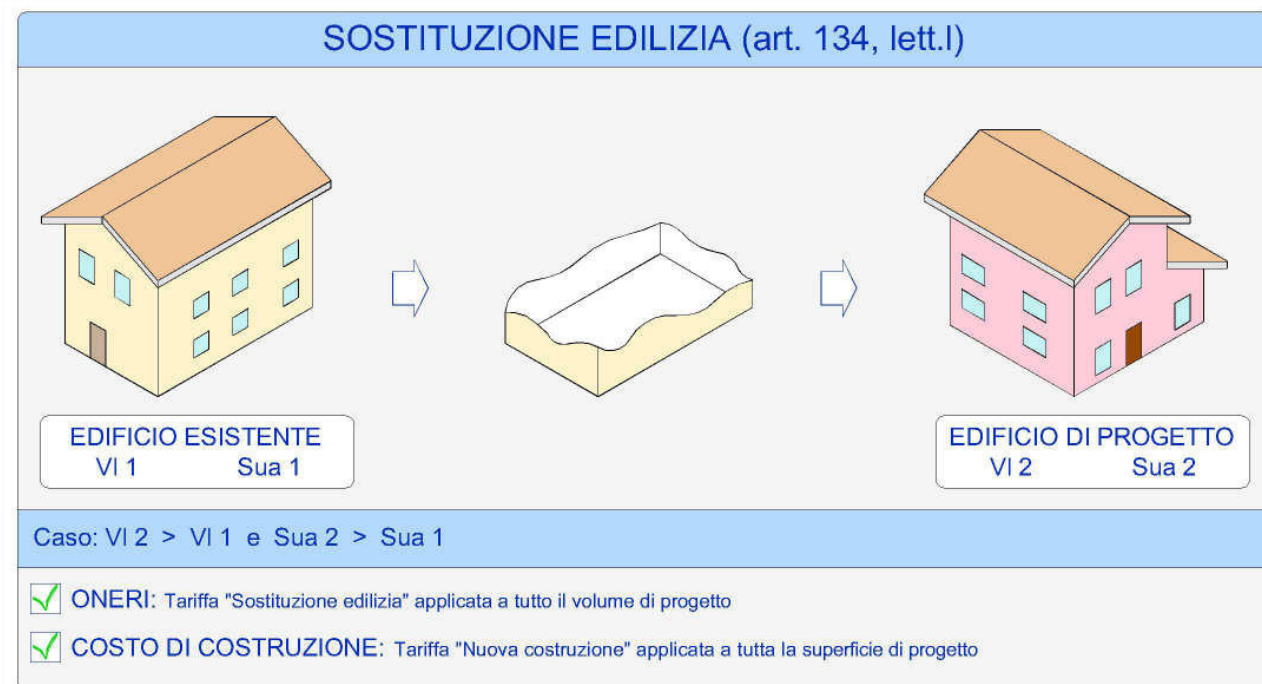 SOSTITUZIONE EDILIZIA (art. 134, lett.l)
EDIFICIO ESISTENTE
Vl 1 Sua 1
EDIFICIO DI PROGETTO
Vl 2 Sua 2
Caso: Vl 2 > Vl 1 e Sua 2 > Sua 1
ONERI: Tariffa "Sostituzione edilizia" applicata a tutto il volume di progetto
COSTO DI COSTRUZIONE: Tariffa "Nuova costruzione" applicata a tutta la superficie di progetto